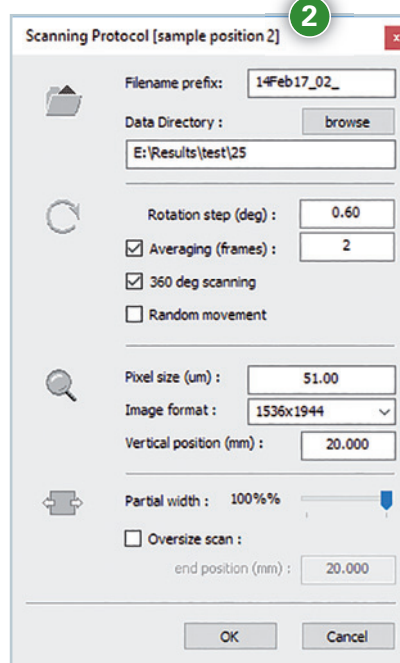 2
Scanning Protocol [sample position 2]
x
Filename prefix: 14Feb17_02_
Data Directory : browse
E:\Results\test\25
Rotation step (deg) : 0.60
Averaging (frames) : 2
360 deg scanning
Random movement
Pixel size (um) : 51.00
Image format : 1536x1944
Vertical position (mm) : 20.000
Partial width : 100%%
Oversize scan :
end position (mm) : 20.000
OK Cancel